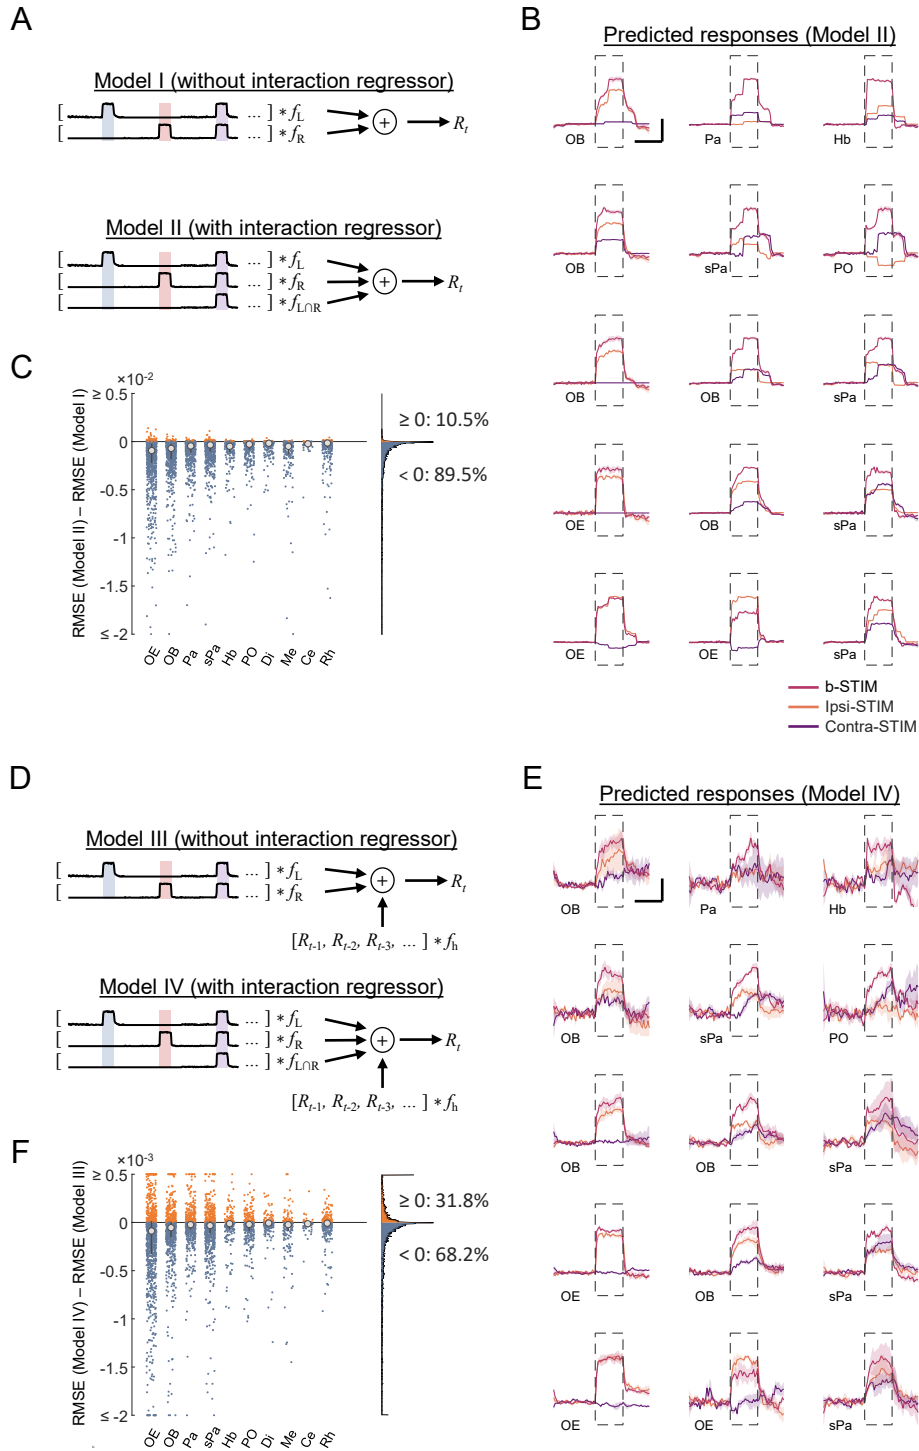 A
Model I (without interaction regressor)
[ ... ] * fL
[ ... ] * fR
+
Rt
Model II (with interaction regressor)
[ ... ] * fL
[ ... ] * fR
[ ... ] * fL∩R
+
Rt
B
Predicted responses (Model II)
OB Pa Hb
OB sPa PO
OB OB sPa
OE OB sPa
OE OE sPa
b-STIM
Ipsi-STIM
Contra-STIM
C
×10-2
RMSE (Model II) – RMSE (Model I)
≥ 0.5
0
-0.5
-1
-1.5
≤ -2
OE OB Pa sPa Hb PO Di Me Ce Rh
≥ 0: 10.5%
< 0: 89.5%
D
Model III (without interaction regressor)
[ ... ] * fL
[ ... ] * fR
+
Rt
[Rt-1, Rt-2, Rt-3, ... ] * fh
Model IV (with interaction regressor)
[ ... ] * fL
[ ... ] * fR
[ ... ] * fL∩R
+
Rt
[Rt-1, Rt-2, Rt-3, ... ] * fh
E
Predicted responses (Model IV)
OB Pa Hb
OB sPa PO
OB OB sPa
OE OB sPa
OE OE sPa
F
×10-3
RMSE (Model IV) – RMSE (Model III)
≥ 0.5
0
-0.5
-1
-1.5
≤ -2
OE OB Pa sPa Hb PO Di Me Ce Rh
≥ 0: 31.8%
< 0: 68.2%